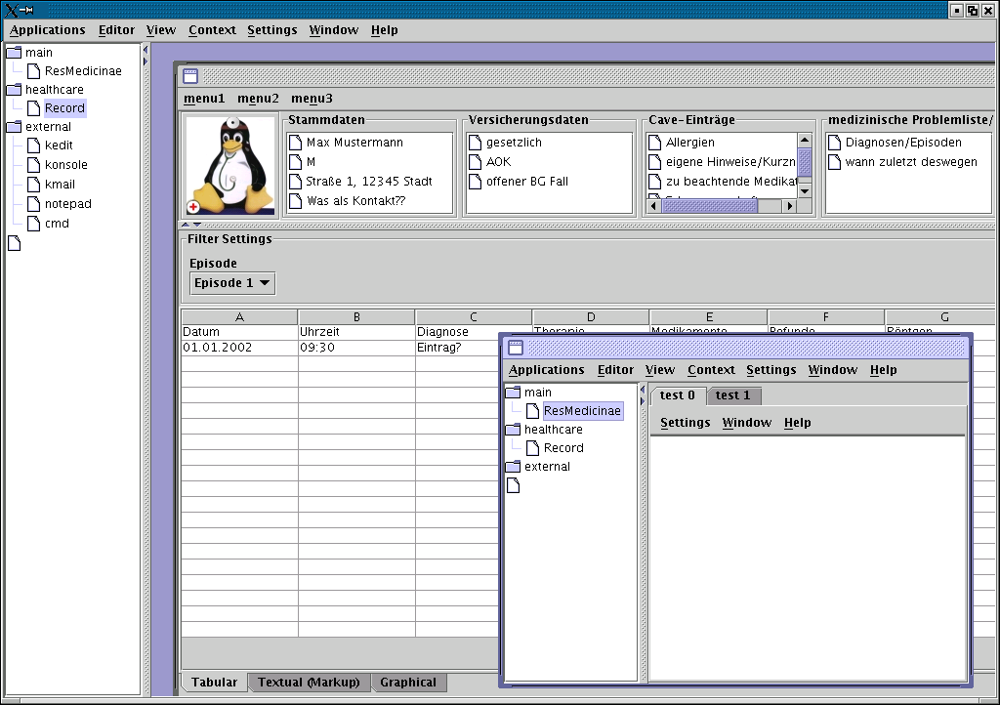 Applications Editor View Context Settings Window Help
main
ResMedicinae
healthcare
Record
external
kedit
konsole
kmail
notepad
cmd
menu1 menu2 menu3
Stammdaten
Max Mustermann
M
Straße 1, 12345 Stadt
Was als Kontakt??
Versicherungsdaten
gesetzlich
AOK
offener BG Fall
Cave-Einträge
Allergien
eigene Hinweise/Kurzn
zu beachtende Medikat
medizinische Problemliste/
Diagnosen/Episoden
wann zuletzt deswegen
Filter Settings
Episode
Episode 1
A B C D E F G
Datum Uhrzeit Diagnose Therapie Medikamente Befunde Röntgen
01.01.2002 09:30 Eintrag?
Tabular Textual (Markup) Graphical
Applications Editor View Context Settings Window Help
main
ResMedicinae
healthcare
Record
external
test 0 test 1
Settings Window Help